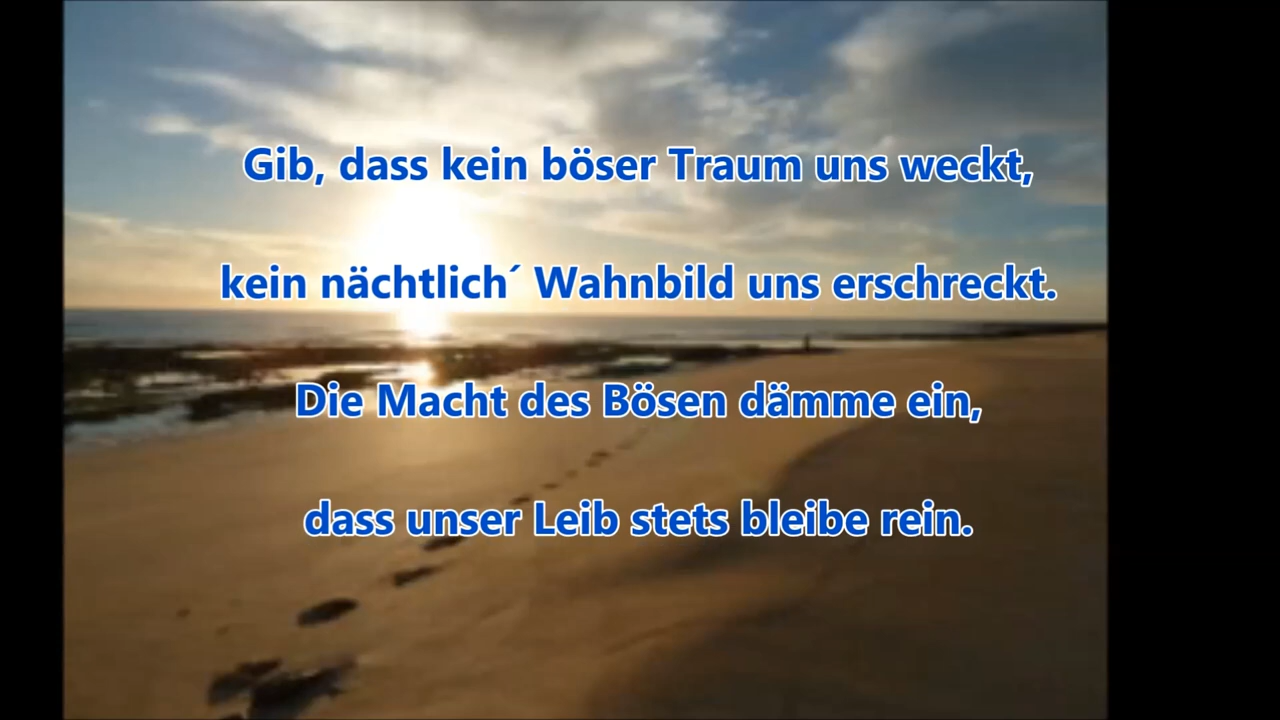 Gib, dass kein böser Traum uns weckt,
kein nächtlich´ Wahnbild uns erschreckt.
Die Macht des Bösen dämme ein,
dass unser Leib stets bleibe rein.